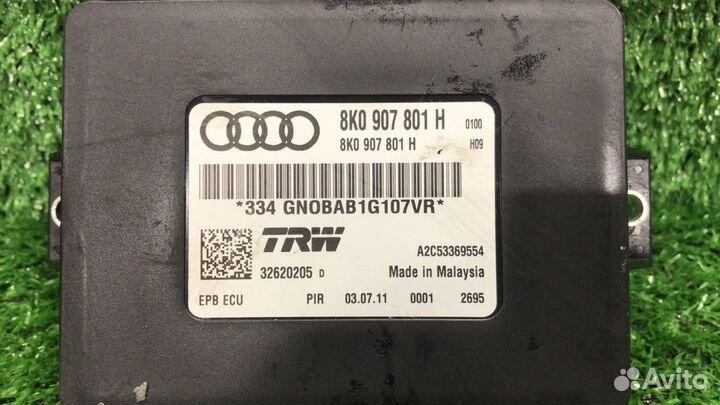 8K0 907 801 H 0100
8K0 907 801 H H09
*334 GNOBAB1G107VR*
TRW A2C53369554
32620205 D Made in Malaysia
EPB ECU PIR 03.07.11 0001 2695
Avito